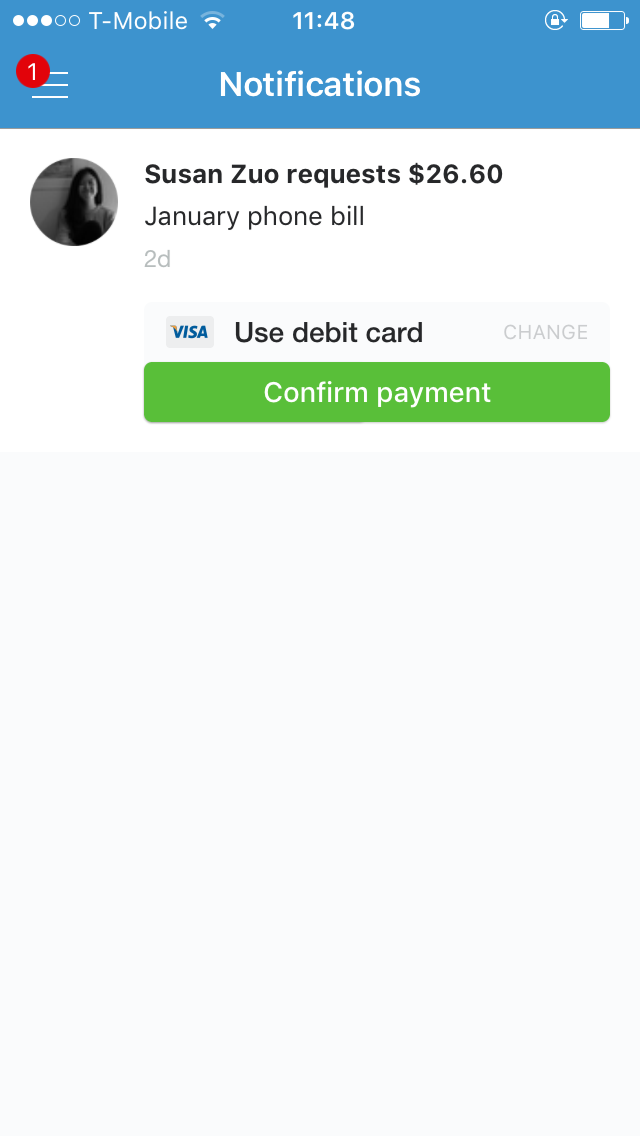 T-Mobile 11:48
1
Notifications
Susan Zuo requests $26.60
January phone bill
2d
VISA Use debit card CHANGE
Confirm payment